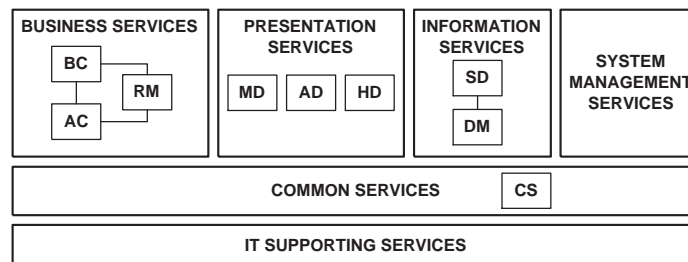 BUSINESS SERVICES
BC
RM
AC
PRESENTATION
SERVICES
MD AD HD
INFORMATION
SERVICES
SD
DM
SYSTEM
MANAGEMENT
SERVICES
COMMON SERVICES CS
IT SUPPORTING SERVICES